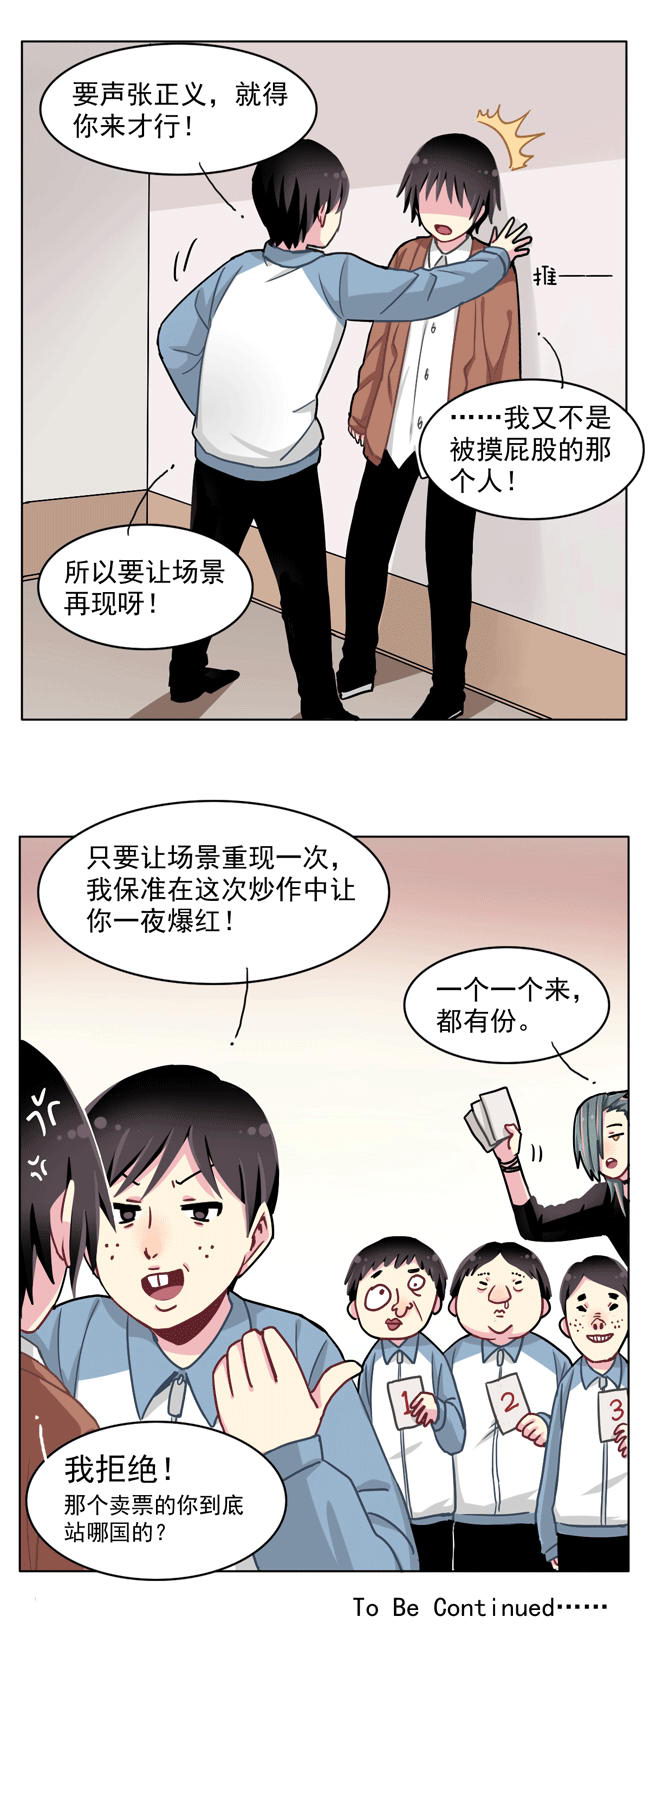 要声张正义，就得
你来才行！
推——
……我又不是
被摸屁股的那
个人！
所以要让场景
再现呀！
只要让场景重现一次，
我保准在这次炒作中让
你一夜爆红！
一个一个来，
都有份。
1
2
3
我拒绝！
那个卖票的你到底
站哪国的？
To Be Continued……